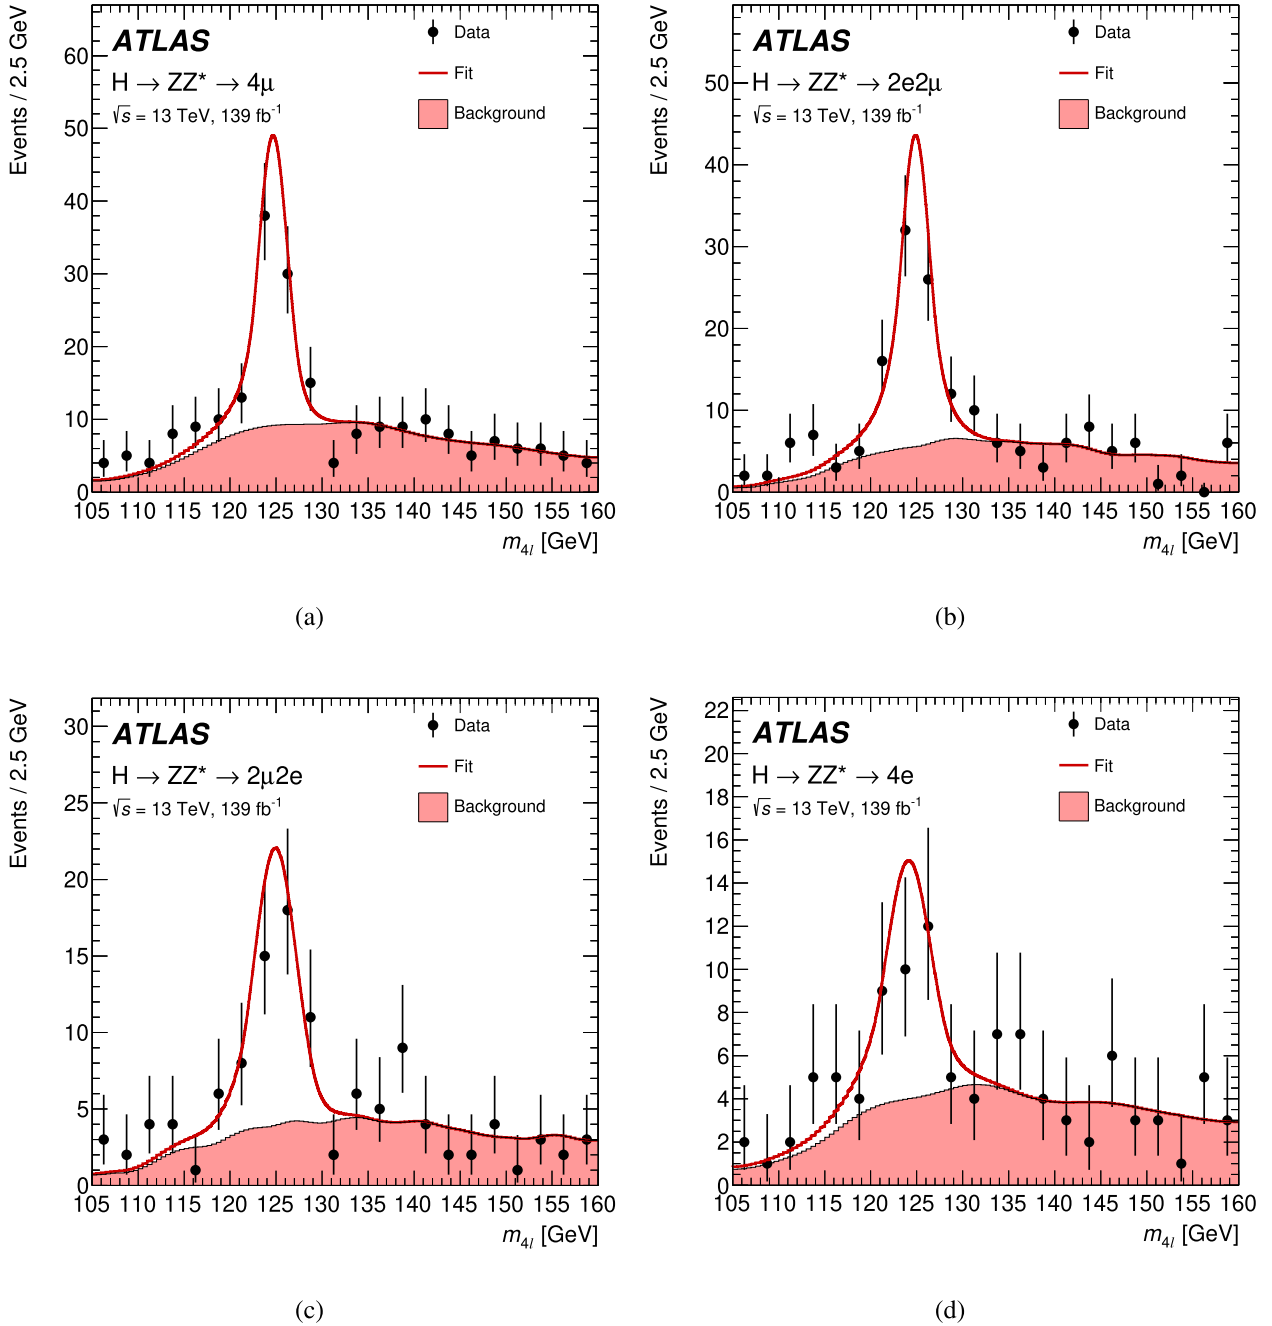 Events / 2.5 GeV
ATLAS
H → ZZ* → 4μ
√s = 13 TeV, 139 fb⁻¹
Data
Fit
Background
60
50
40
30
20
10
0
105 110 115 120 125 130 135 140 145 150 155 160
m4l [GeV]
(a)
Events / 2.5 GeV
ATLAS
H → ZZ* → 2e2μ
√s = 13 TeV, 139 fb⁻¹
Data
Fit
Background
50
40
30
20
10
0
105 110 115 120 125 130 135 140 145 150 155 160
m4l [GeV]
(b)
Events / 2.5 GeV
ATLAS
H → ZZ* → 2μ2e
√s = 13 TeV, 139 fb⁻¹
Data
Fit
Background
30
25
20
15
10
5
0
105 110 115 120 125 130 135 140 145 150 155 160
m4l [GeV]
(c)
Events / 2.5 GeV
ATLAS
H → ZZ* → 4e
√s = 13 TeV, 139 fb⁻¹
Data
Fit
Background
22
20
18
16
14
12
10
8
6
4
2
0
105 110 115 120 125 130 135 140 145 150 155 160
m4l [GeV]
(d)